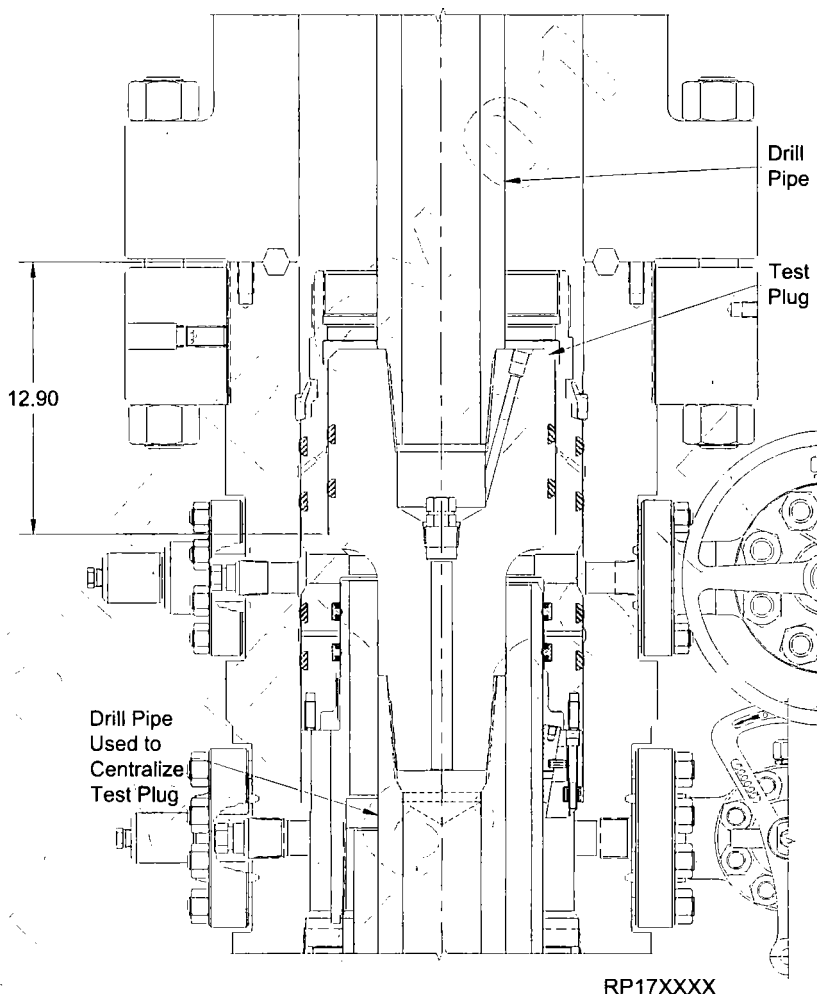 Drill
Pipe
Test
Plug
12.90
Drill Pipe
Used to
Centralize
Test Plug
RP17XXXX